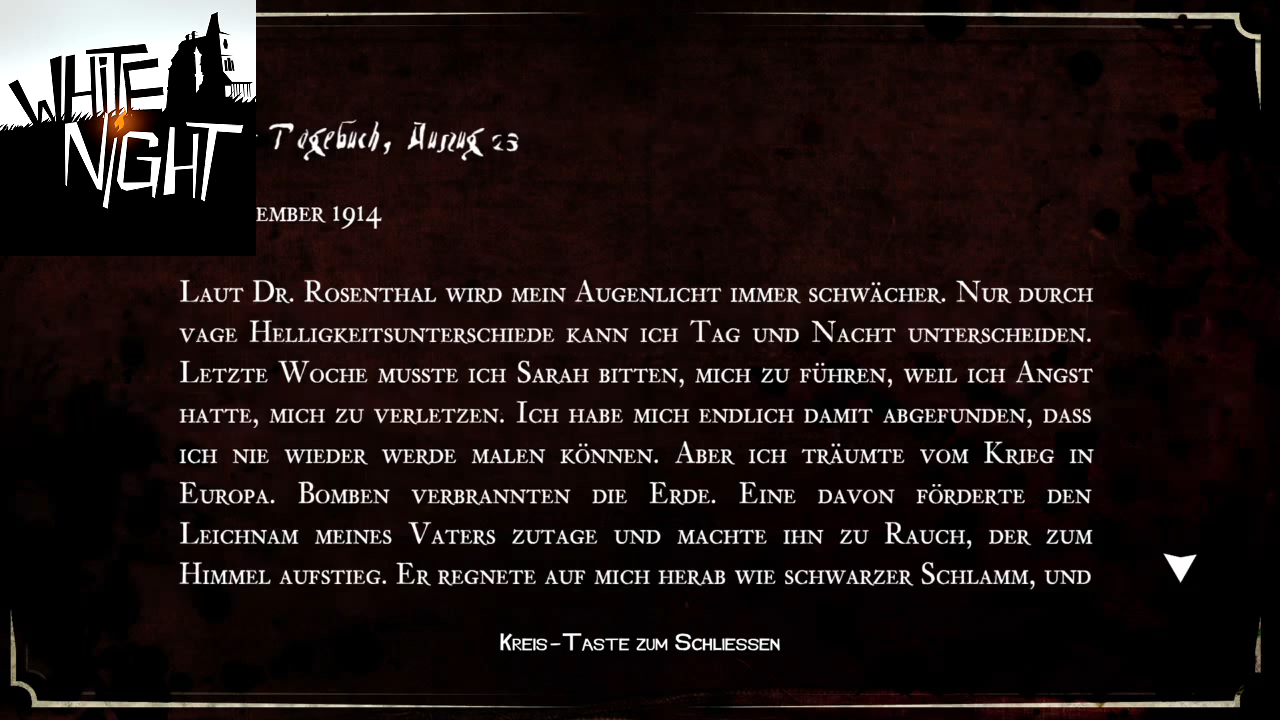 WHITE
NIGHT
Tagebuch, Auszug 23
ember 1914
Laut Dr. Rosenthal wird mein Augenlicht immer schwächer. Nur durch
vage Helligkeitsunterschiede kann ich Tag und Nacht unterscheiden.
Letzte Woche musste ich Sarah bitten, mich zu führen, weil ich Angst
hatte, mich zu verletzen. Ich habe mich endlich damit abgefunden, dass
ich nie wieder werde malen können. Aber ich träumte vom Krieg in
Europa. Bomben verbrannten die Erde. Eine davon förderte den
Leichnam meines Vaters zutage und machte ihn zu Rauch, der zum
Himmel aufstieg. Er regnete auf mich herab wie schwarzer Schlamm, und
Kreis-Taste zum Schliessen